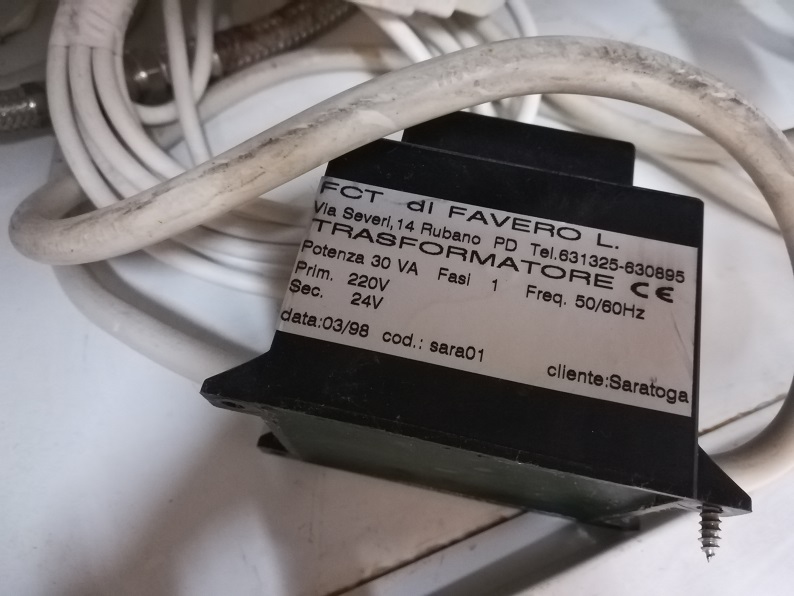 FCT di FAVERO L.
Via Severi,14 Rubano PD Tel.631325-630895
TRASFORMATORE CE
Potenza 30 VA Fasi 1 Freq. 50/60Hz
Prim. 220V
Sec. 24V
data:03/98 cod.: sara01
cliente:Saratoga